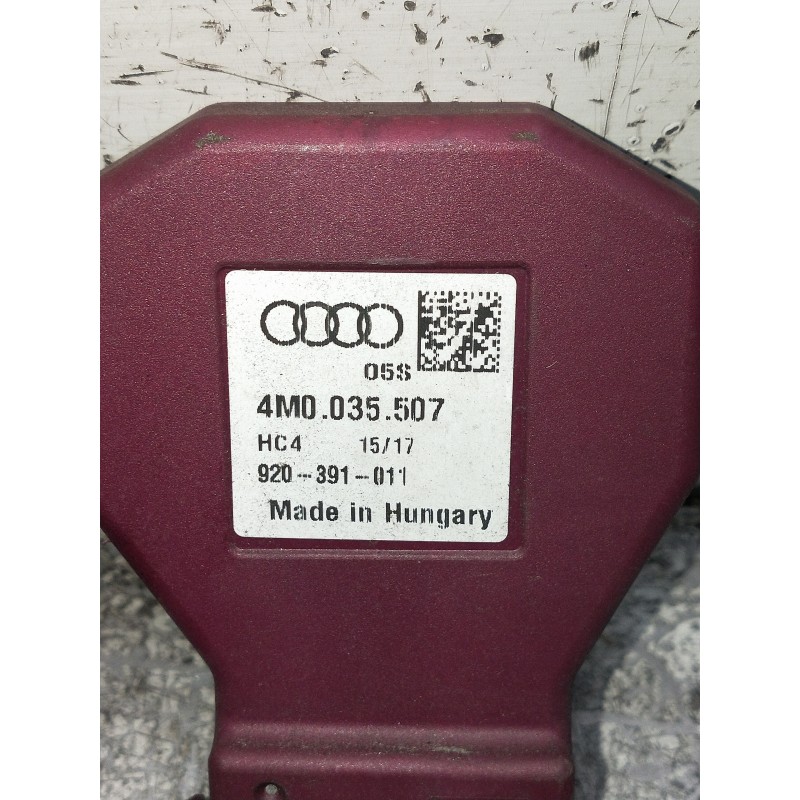 05S
4M0.035.507
HC4 15/17
920-391-011
Made in Hungary